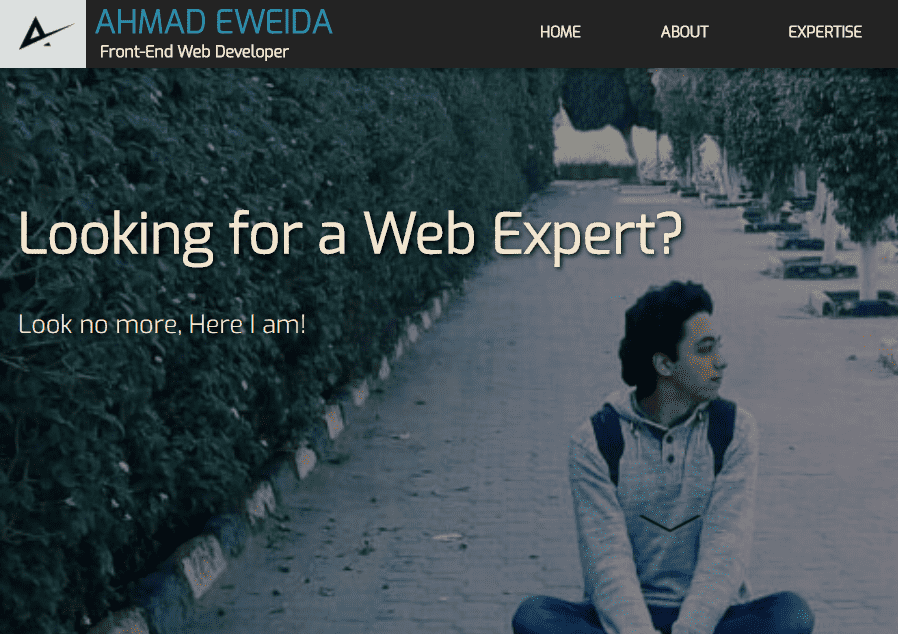 AHMAD EWEIDA
Front-End Web Developer
HOME ABOUT EXPERTISE
Looking for a Web Expert?
Look no more, Here I am!